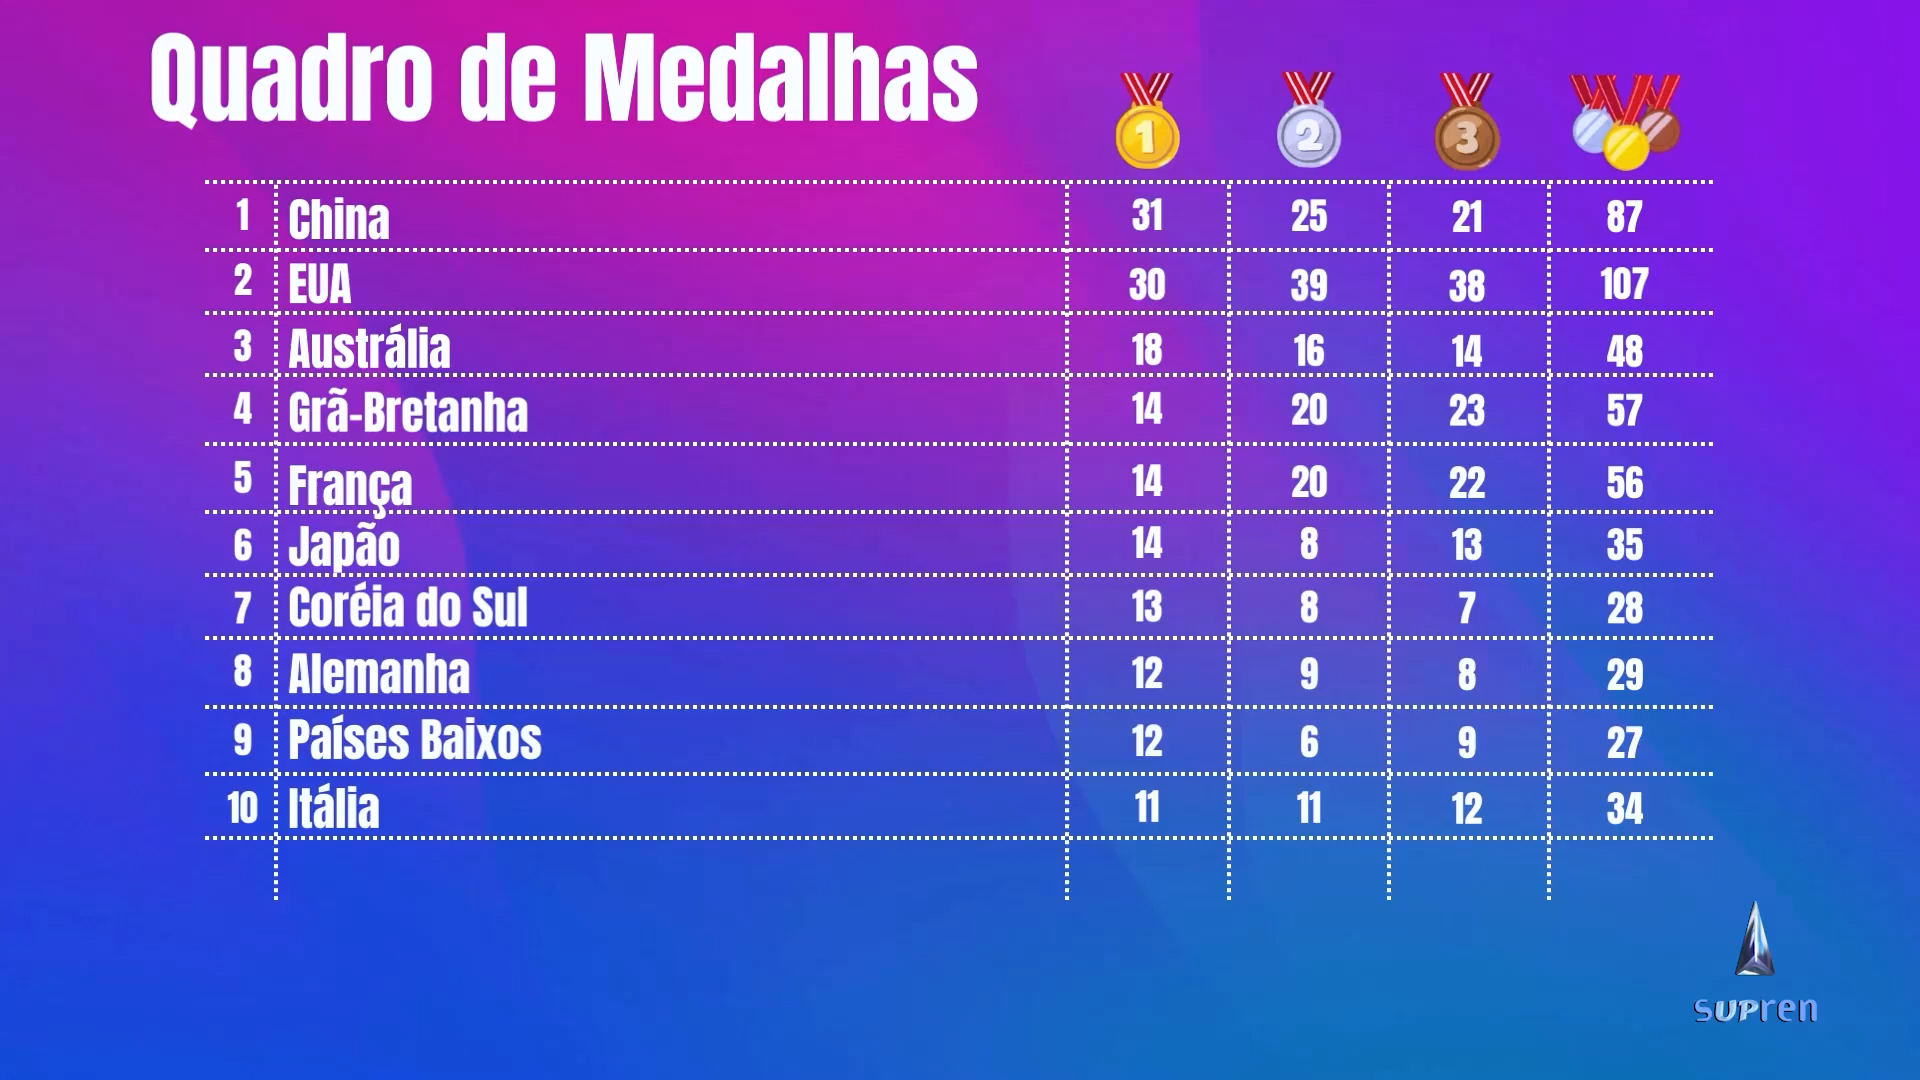 Quadro de Medalhas
1 2 3
1 China 31 25 21 87
2 EUA 30 39 38 107
3 Austrália 18 16 14 48
4 Grã-Bretanha 14 20 23 57
5 França 14 20 22 56
6 Japão 14 8 13 35
7 Coréia do Sul 13 8 7 28
8 Alemanha 12 9 8 29
9 Países Baixos 12 6 9 27
10 Itália 11 11 12 34
suPren